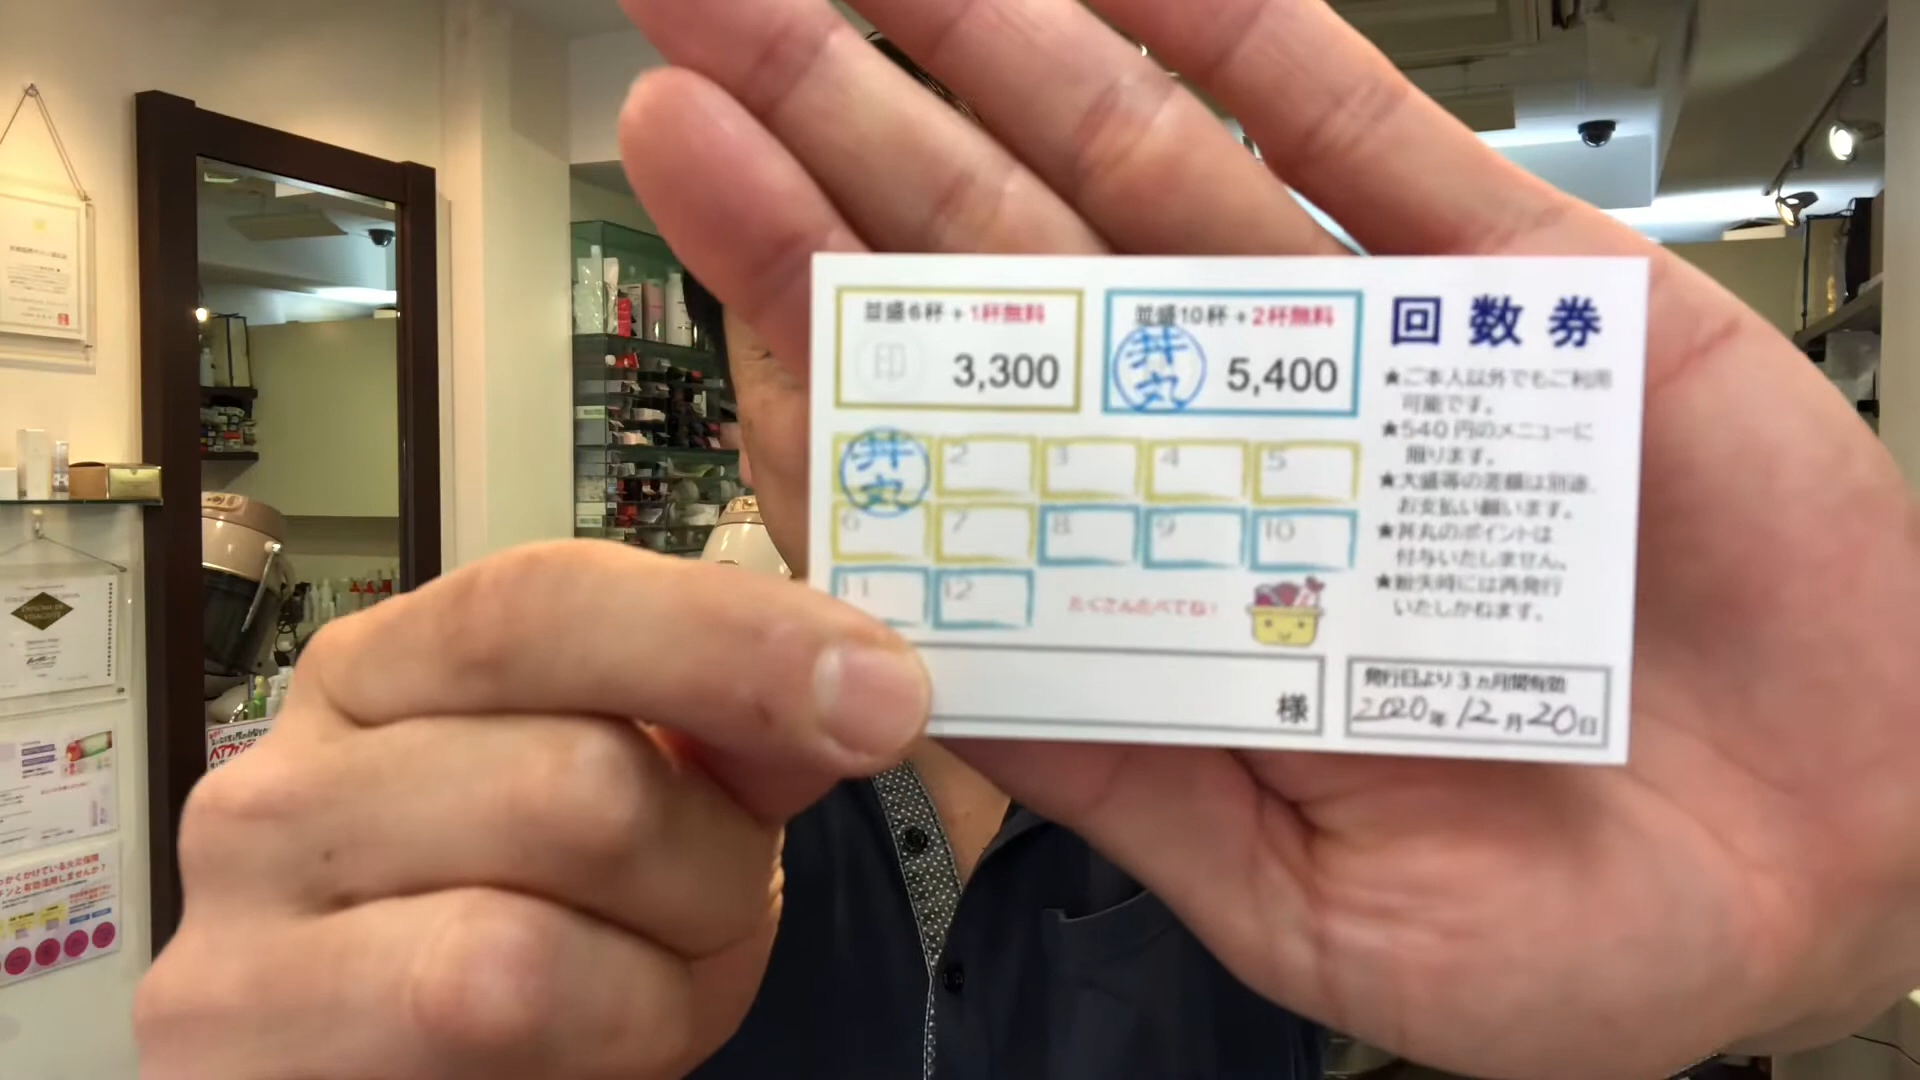 並盛6杯+1杯無料
印
3,300
並盛10杯+2杯無料
丼丸
5,400
丼丸
2
3
4
5
6
7
8
9
10
11
12
たくさんたべてね!
様
回数券
★ご本人以外でもご利用
可能です。
★540円のメニューに
限ります。
★大盛等の差額は別途、
お支払い願います。
★丼丸のポイントは
付与いたしません。
★紛失時には再発行
いたしかねます。
発行日より3ヵ月間有効
2020年12月20日